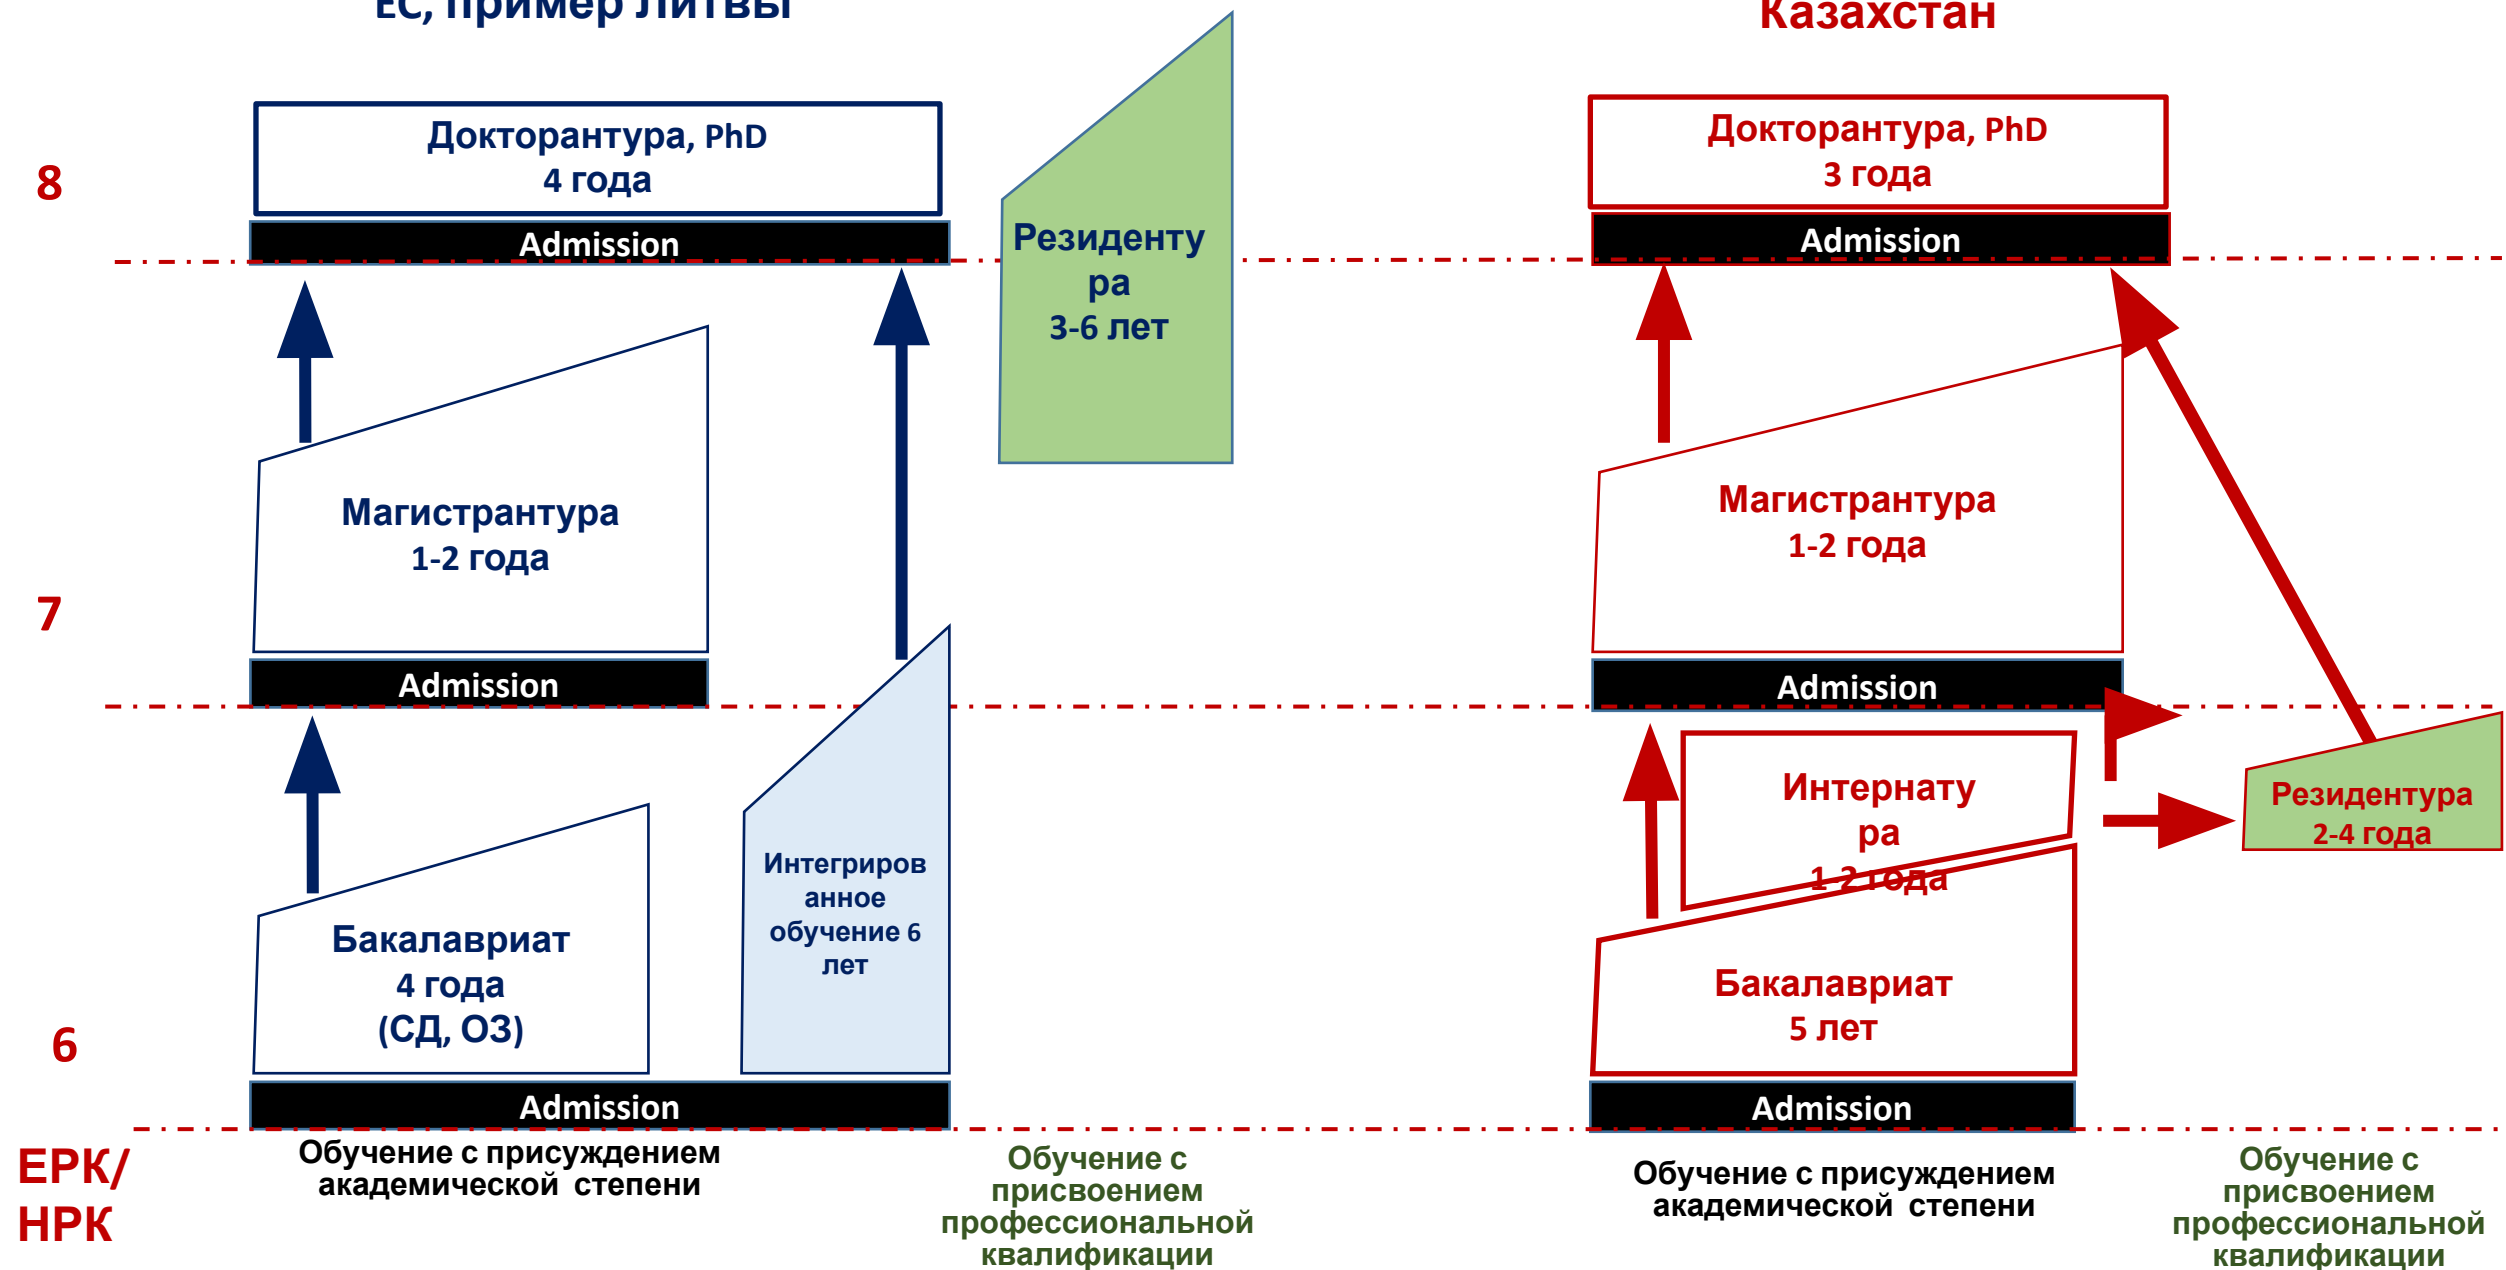 ЕС, пример Литвы
Казахстан
8
Докторантура, PhD
4 года
Admission
Резиденту
ра
3-6 лет
Докторантура, PhD
3 года
Admission
7
Магистрантура
1-2 года
Admission
Магистрантура
1-2 года
Admission
6
Бакалавриат
4 года
(СД, ОЗ)
Интегриров
анное
обучение 6
лет
Admission
Интернату
ра
1-2 года
Бакалавриат
5 лет
Admission
Резидентура
2-4 года
ЕРК/
НРК
Обучение с присуждением
академической степени
Обучение с
присвоением
профессиональной
квалификации
Обучение с присуждением
академической степени
Обучение с
присвоением
профессиональной
квалификации